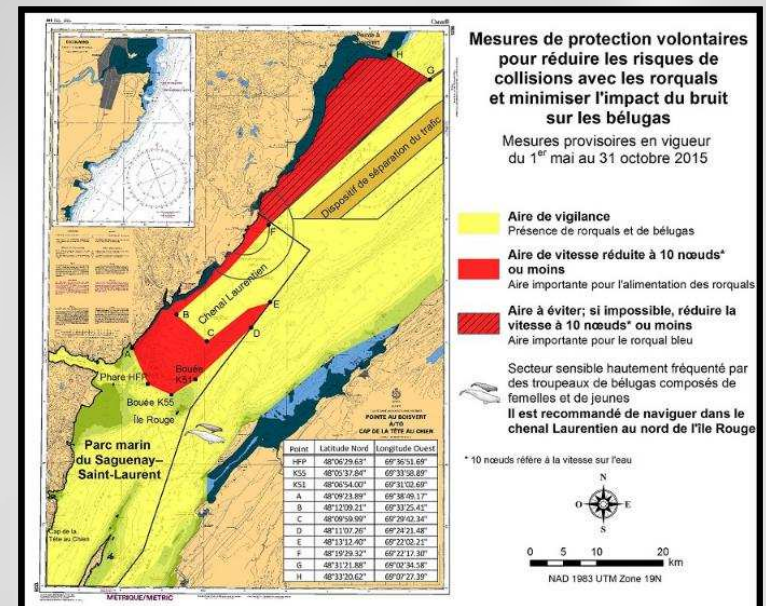 Canada
ESCOUMINS
Pointe à
Boisvert
H
G
Dispositif de séparation du trafic
F
Chenal Laurentien
E
B
C
D
A
Phare HFP
Bouée
K51
Bouée K55
Île Rouge
Parc marin
du Saguenay–
Saint-Laurent
Cap de la
Tête au Chien
POINTE AU BOISVERT
À/TO
CAP DE LA TÊTE AU CHIEN
Point Latitude Nord Longitude Ouest
HFP 48°06'29.63" 69°36'51.69"
K55 48°05'37.84" 69°33'58.89"
K51 48°06'54.00" 69°31'02.69"
A 48°09'23.89" 69°38'49.17"
B 48°12'09.21" 69°33'25.41"
C 48°09'59.99" 69°29'42.34"
D 48°11'07.26" 69°24'21.48"
E 48°13'12.40" 69°22'02.21"
F 48°19'29.32" 69°22'17.30"
G 48°31'21.88" 69°02'34.58"
H 48°33'20.62" 69°07'27.39"
MÉTRIQUE/METRIC
Mesures de protection volontaires
pour réduire les risques de
collisions avec les rorquals
et minimiser l'impact du bruit
sur les bélugas
Mesures provisoires en vigueur
du 1er mai au 31 octobre 2015
Aire de vigilance
Présence de rorquals et de bélugas
Aire de vitesse réduite à 10 nœuds*
ou moins
Aire importante pour l'alimentation des rorquals
Aire à éviter; si impossible, réduire la
vitesse à 10 nœuds* ou moins
Aire importante pour le rorqual bleu
Secteur sensible hautement fréquenté par
des troupeaux de bélugas composés de
femelles et de jeunes
Il est recommandé de naviguer dans le
chenal Laurentien au nord de l'île Rouge
* 10 nœuds réfère à la vitesse sur l'eau
N
O E
S
0 5 10 20
km
NAD 1983 UTM Zone 19N